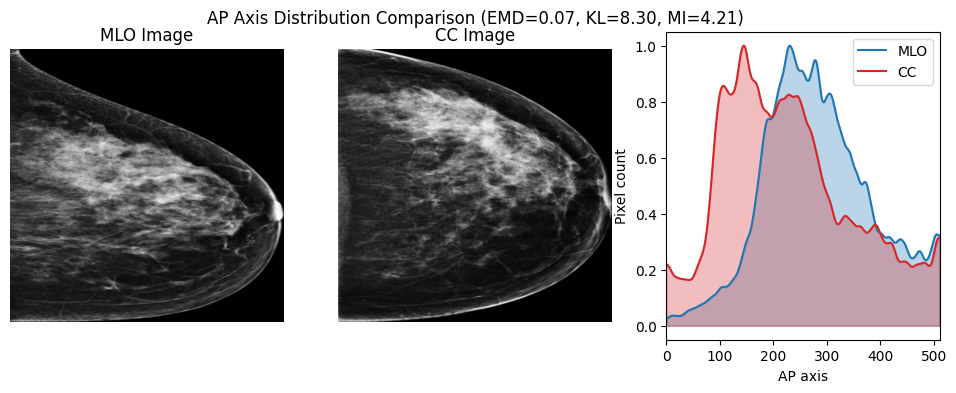 AP Axis Distribution Comparison (EMD=0.07, KL=8.30, MI=4.21)
MLO Image
CC Image
MLO
CC
Pixel count
1.0
0.8
0.6
0.4
0.2
0.0
0 100 200 300 400 500
AP axis